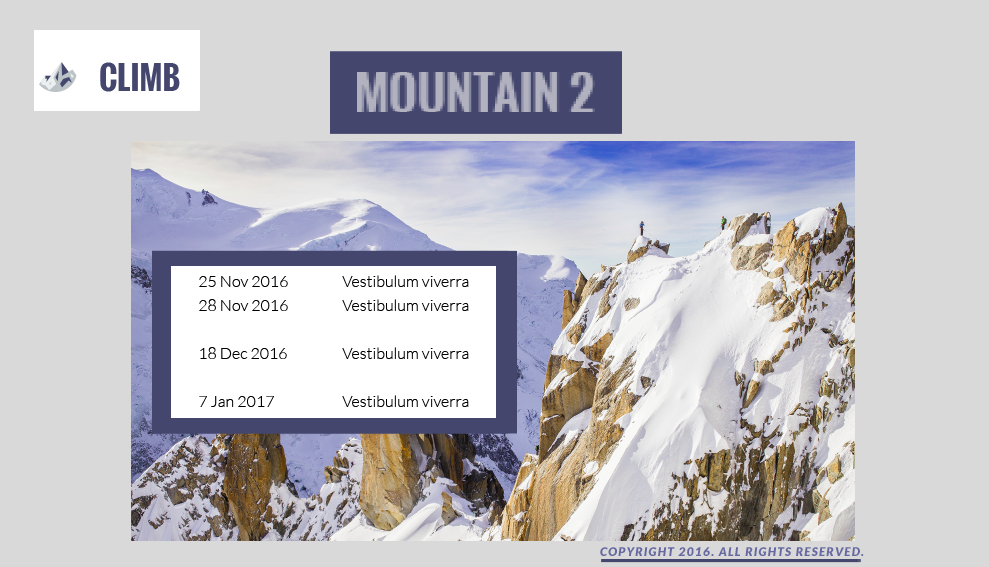 CLIMB
MOUNTAIN 2
25 Nov 2016 Vestibulum viverra
28 Nov 2016 Vestibulum viverra
18 Dec 2016 Vestibulum viverra
7 Jan 2017 Vestibulum viverra
COPYRIGHT 2016. ALL RIGHTS RESERVED.